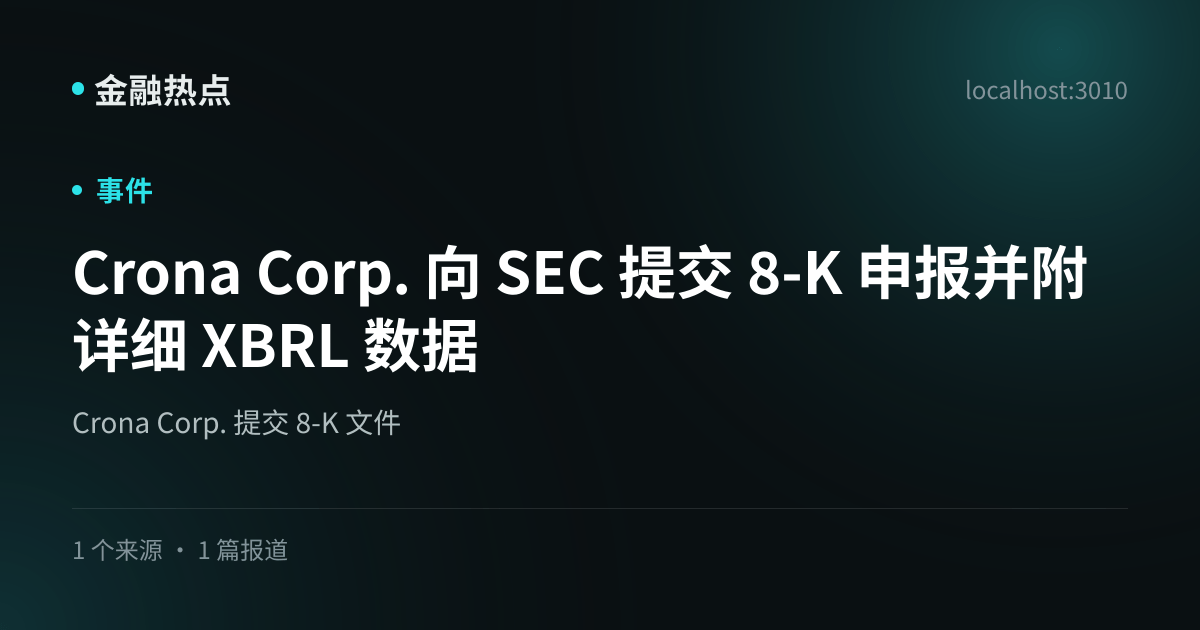 金融热点
localhost:3010
事件
Crona Corp. 向 SEC 提交 8-K 申报并附
详细 XBRL 数据
Crona Corp. 提交 8-K 文件
1 个来源 · 1 篇报道